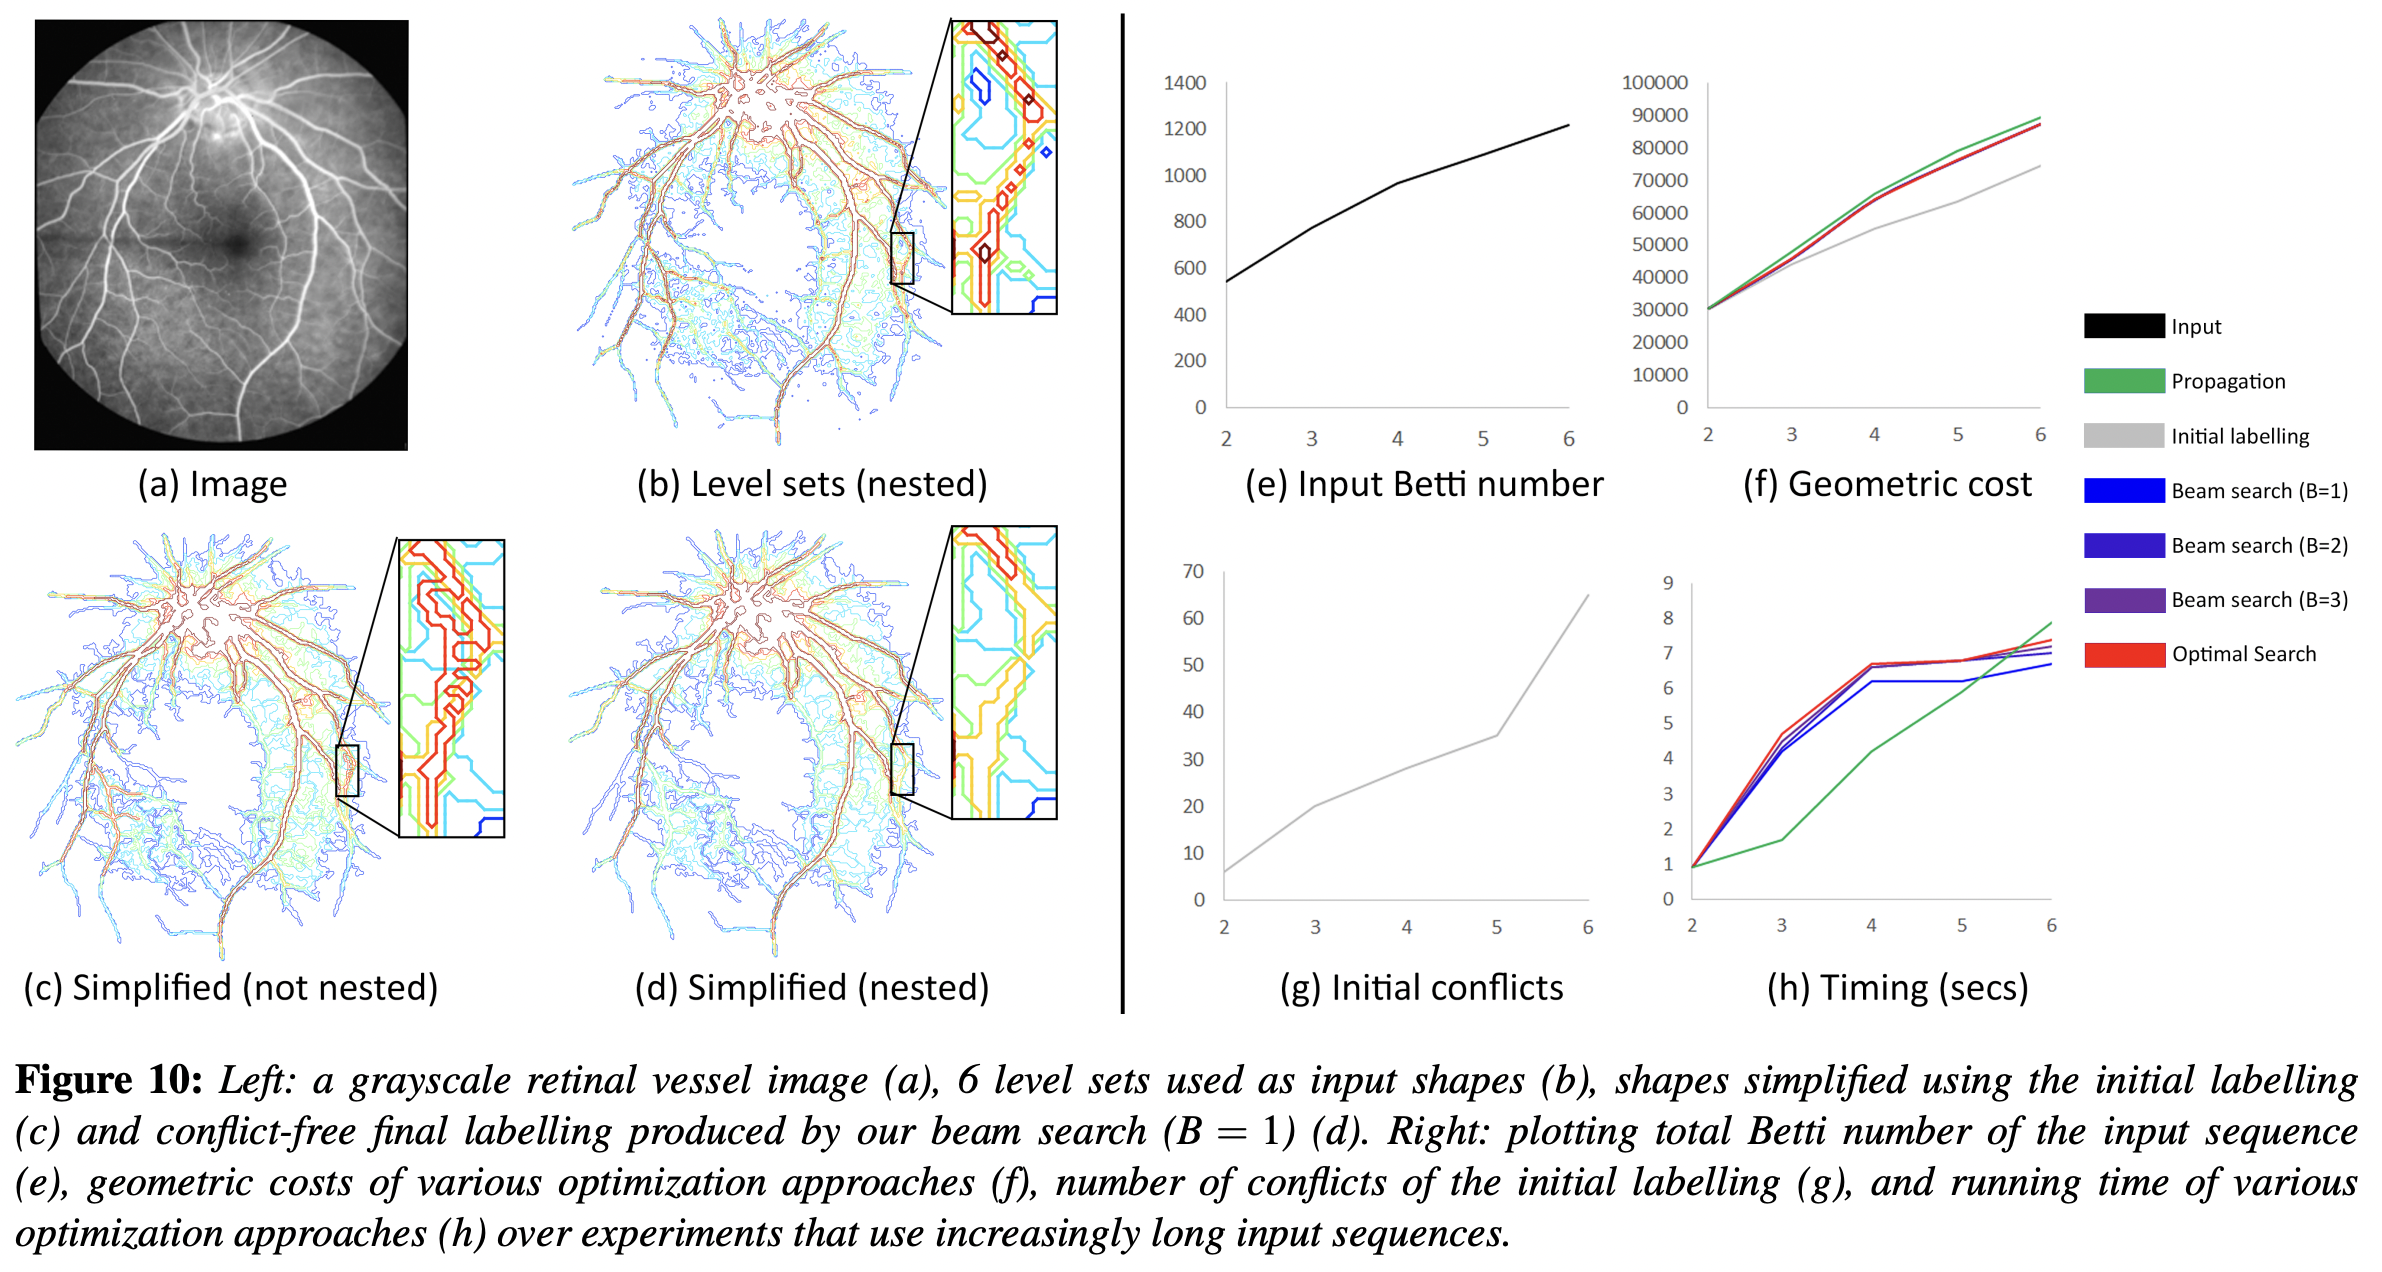 (a) Image
(b) Level sets (nested)
(c) Simplified (not nested)
(d) Simplified (nested)
1400
1200
1000
800
600
400
200
0
2 3 4 5 6
(e) Input Betti number
100000
90000
80000
70000
60000
50000
40000
30000
20000
10000
0
2 3 4 5 6
(f) Geometric cost
70
60
50
40
30
20
10
0
2 3 4 5 6
(g) Initial conflicts
9
8
7
6
5
4
3
2
1
0
2 3 4 5 6
(h) Timing (secs)
Input
Propagation
Initial labelling
Beam search (B=1)
Beam search (B=2)
Beam search (B=3)
Optimal Search
Figure 10: Left: a grayscale retinal vessel image (a), 6 level sets used as input shapes (b), shapes simplified using the initial labelling
(c) and conflict-free final labelling produced by our beam search (B = 1) (d). Right: plotting total Betti number of the input sequence
(e), geometric costs of various optimization approaches (f), number of conflicts of the initial labelling (g), and running time of various
optimization approaches (h) over experiments that use increasingly long input sequences.